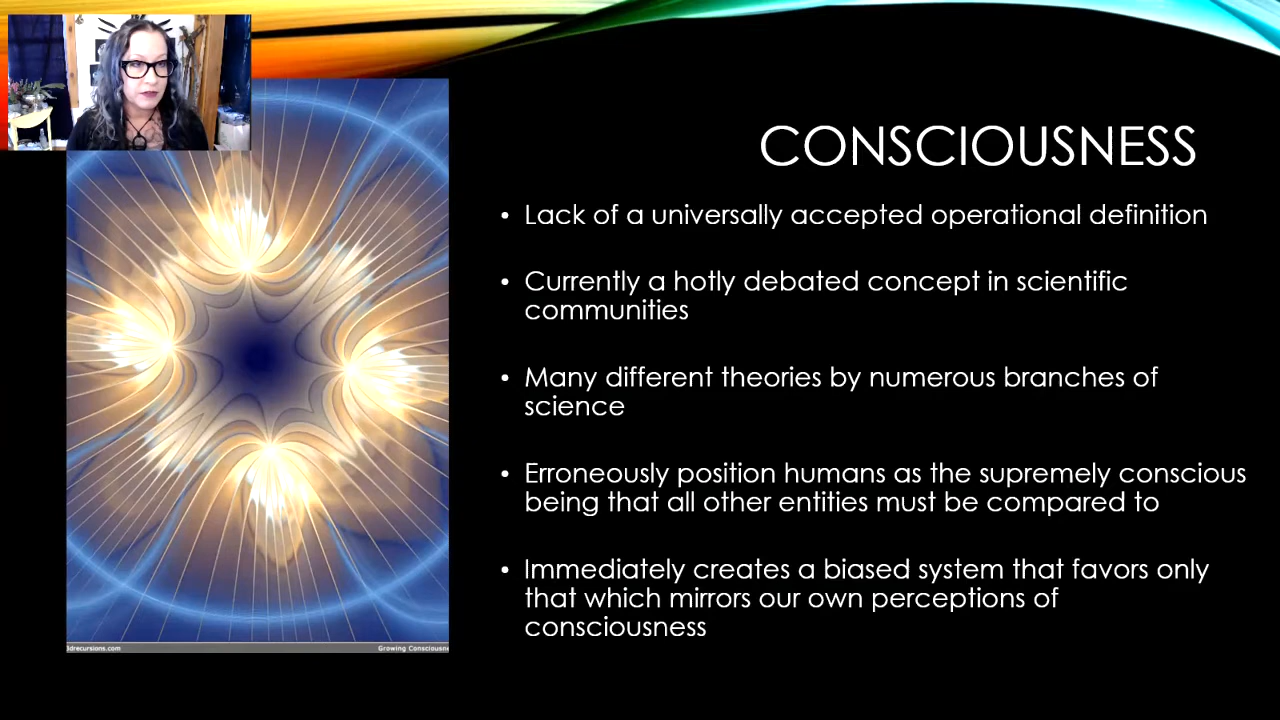 CONSCIOUSNESS
• Lack of a universally accepted operational definition
• Currently a hotly debated concept in scientific
communities
• Many different theories by numerous branches of
science
• Erroneously position humans as the supremely conscious
being that all other entities must be compared to
• Immediately creates a biased system that favors only
that which mirrors our own perceptions of
consciousness
3drecursions.com
Growing Consciousne